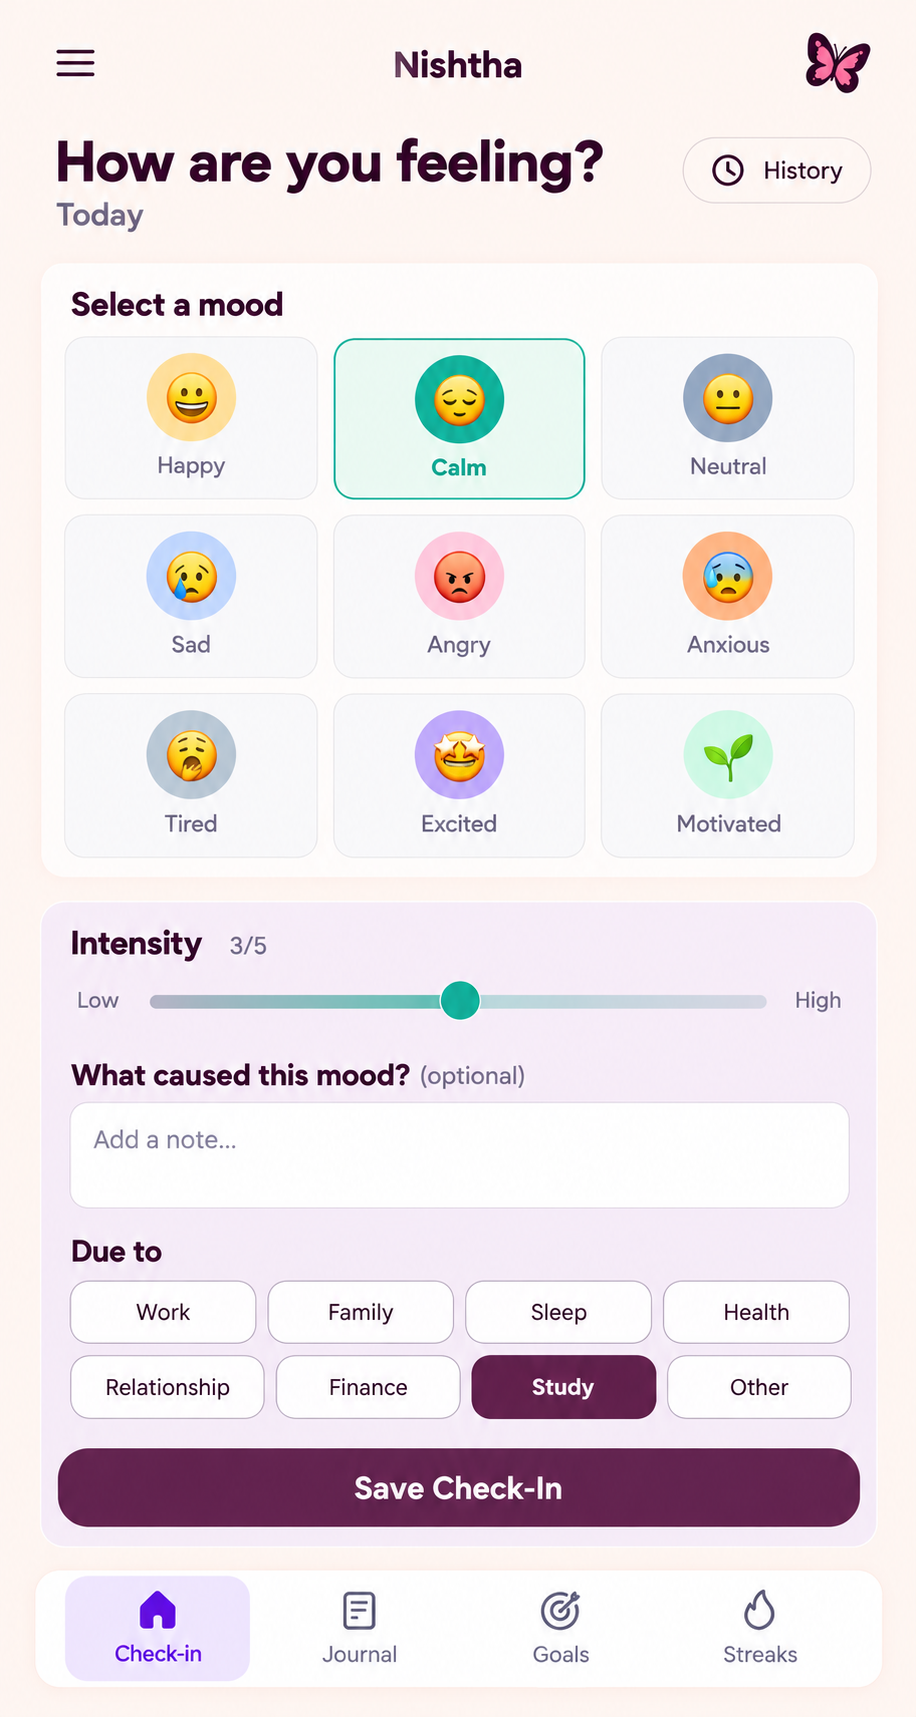 Nishtha
How are you feeling?
History
Today
Select a mood
Happy
Calm
Neutral
Sad
Angry
Anxious
Tired
Excited
Motivated
Intensity 3/5
Low
High
What caused this mood? (optional)
Add a note...
Due to
Work
Family
Sleep
Health
Relationship
Finance
Study
Other
Save Check-In
Check-in
Journal
Goals
Streaks